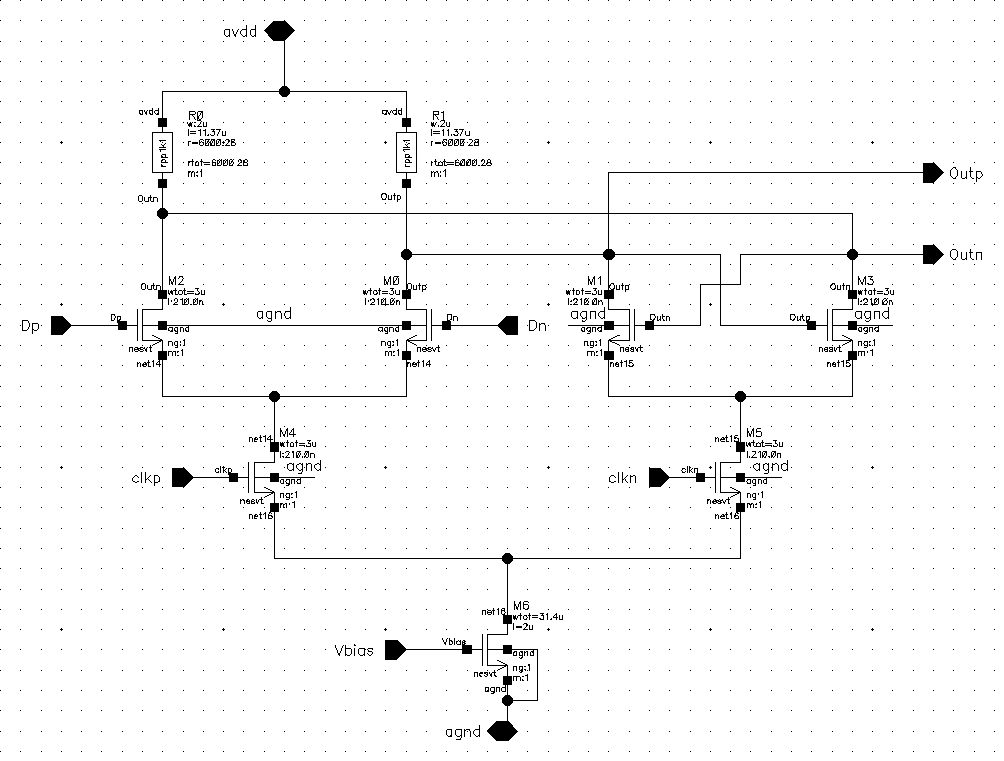 avdd
avdd
R0
w:2u
l=11.37u
r=6000.28
rtot=6000.28
m:1
rpp1k1
Outn
avdd
R1
w:2u
l=11.37u
r=6000.28
rtot=6000.28
m:1
rpp1k1
Outp
Outp
Outn
Outn
M2
wtot=3u
l:210.0n
Dp
Dp
agnd
ng:1
m:1
nesvt
net14
agnd
M0
Outp
wtot=3u
l:210.0n
Dn
Dn
agnd
ng:1
m:1
nesvt
net14
M1
Outp
wtot=3u
l:210.0n
agnd
agnd
Outn
ng:1
m:1
nesvt
net15
Outn
M3
wtot=3u
l:210.0n
agnd
Outp
agnd
ng:1
m:1
nesvt
net15
net14
M4
wtot=3u
l:210.0n
agnd
clkp
clkp
agnd
ng:1
m:1
nesvt
net16
net15
M5
wtot=3u
l:210.0n
agnd
clkn
clkn
agnd
ng:1
m:1
nesvt
net16
net16
M6
wtot=31.4u
l=2u
Vbias
Vbias
agnd
ng:1
m:1
nesvt
agnd
agnd